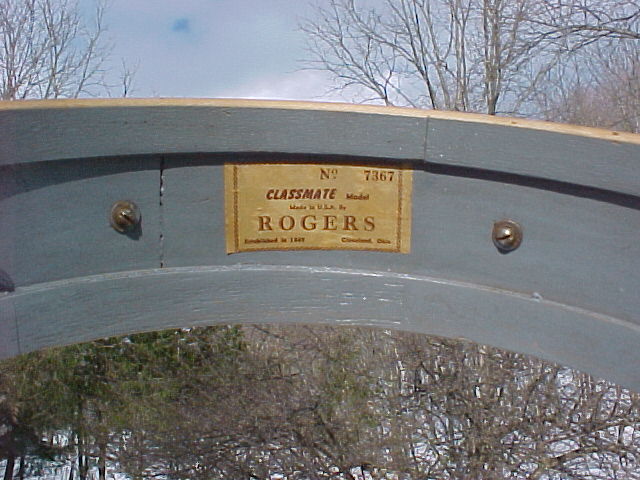 Nº 7367
CLASSMATE Model
Made in U.S.A. By
ROGERS
Established in 1849 Cleveland, Ohio